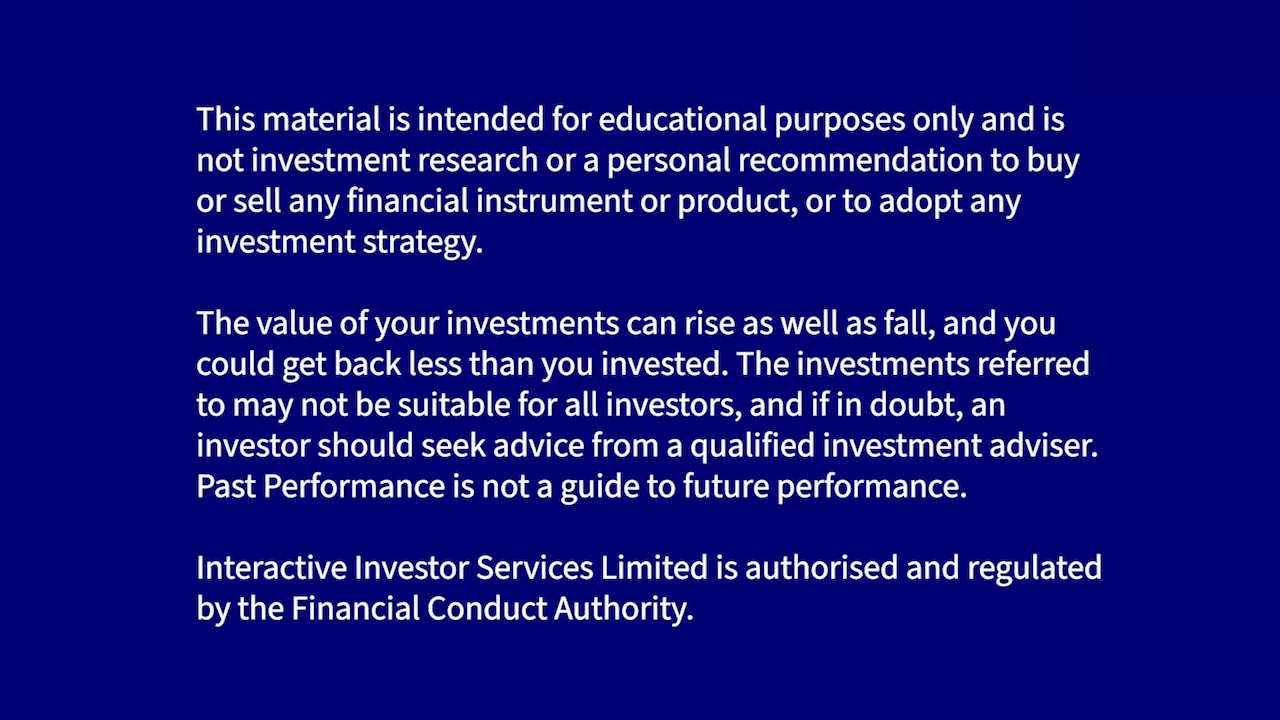 This material is intended for educational purposes only and is
not investment research or a personal recommendation to buy
or sell any financial instrument or product, or to adopt any
investment strategy.
The value of your investments can rise as well as fall, and you
could get back less than you invested. The investments referred
to may not be suitable for all investors, and if in doubt, an
investor should seek advice from a qualified investment adviser.
Past Performance is not a guide to future performance.
Interactive Investor Services Limited is authorised and regulated
by the Financial Conduct Authority.